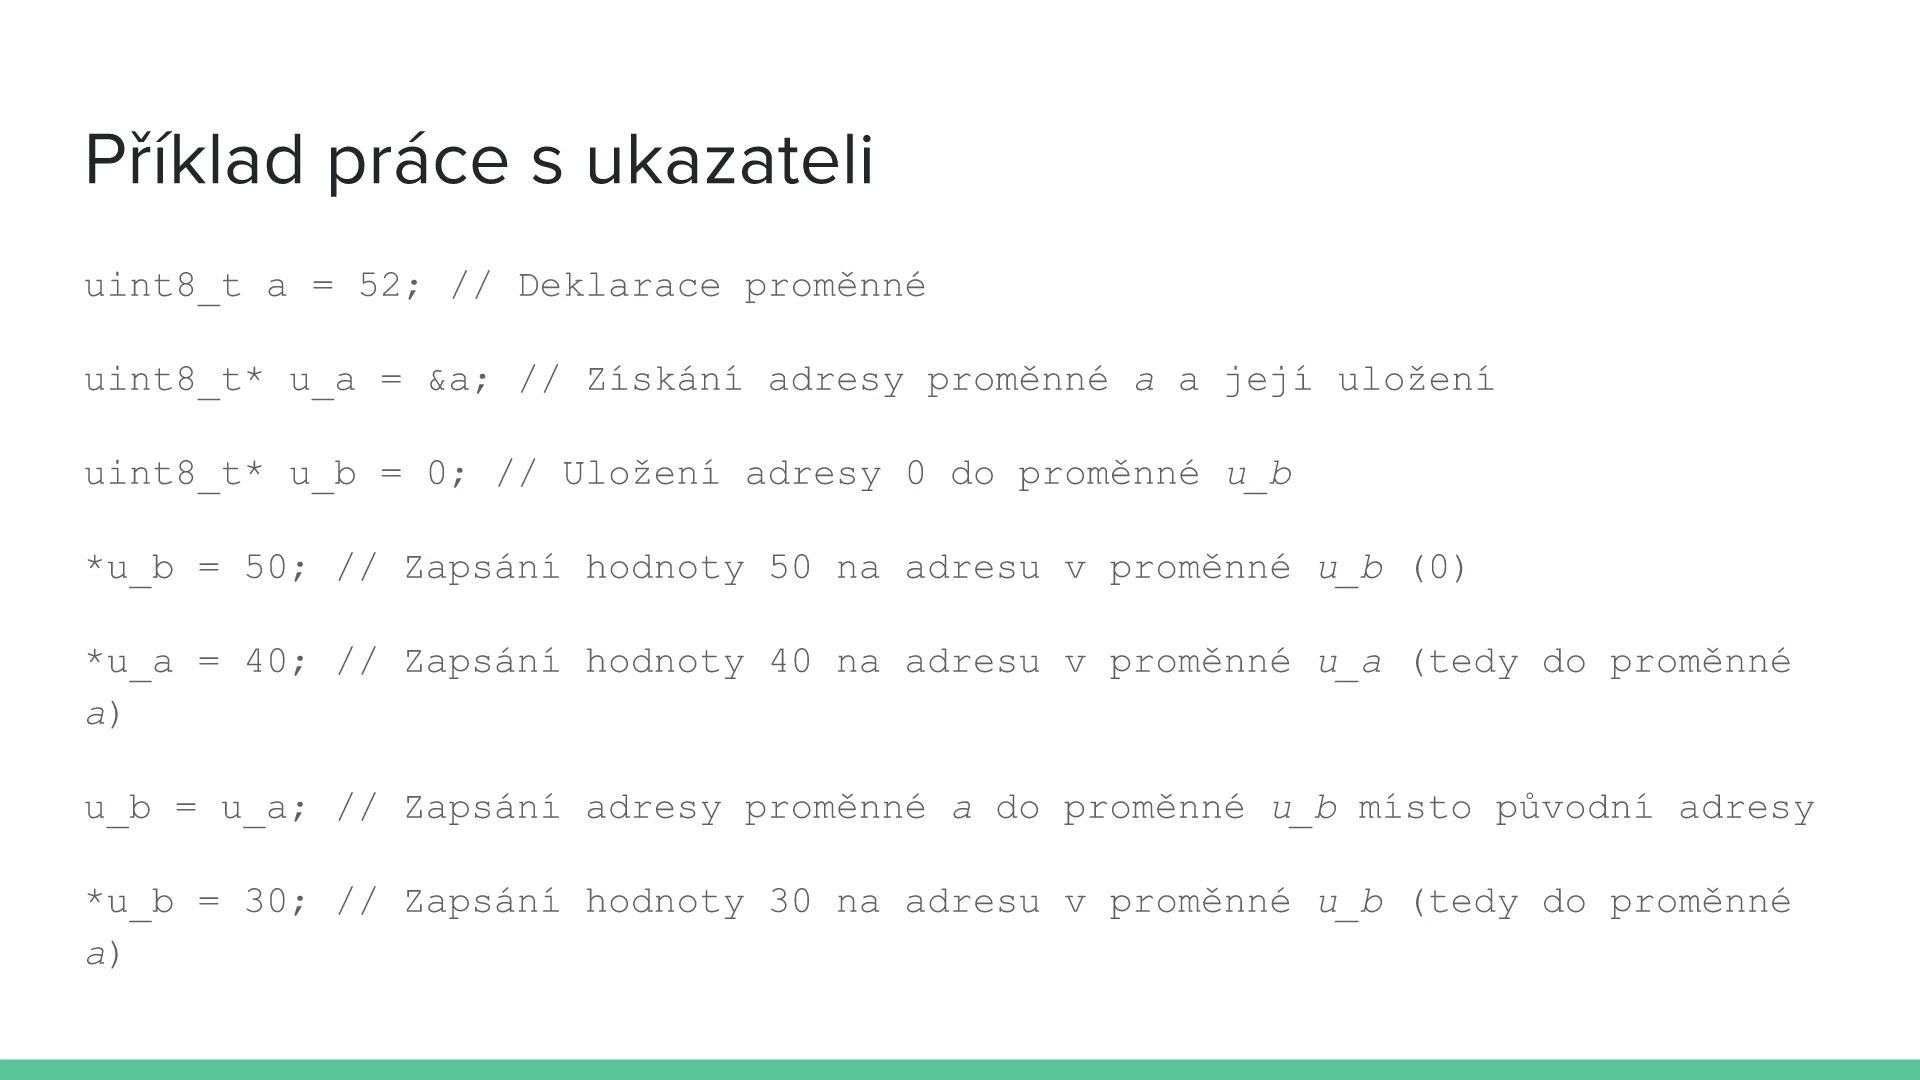 Příklad práce s ukazateli
uint8_t a = 52; // Deklarace proměnné
uint8_t* u_a = &a; // Získání adresy proměnné a a její uložení
uint8_t* u_b = 0; // Uložení adresy 0 do proměnné u_b
*u_b = 50; // Zapsání hodnoty 50 na adresu v proměnné u_b (0)
*u_a = 40; // Zapsání hodnoty 40 na adresu v proměnné u_a (tedy do proměnné
a)
u_b = u_a; // Zapsání adresy proměnné a do proměnné u_b místo původní adresy
*u_b = 30; // Zapsání hodnoty 30 na adresu v proměnné u_b (tedy do proměnné
a)